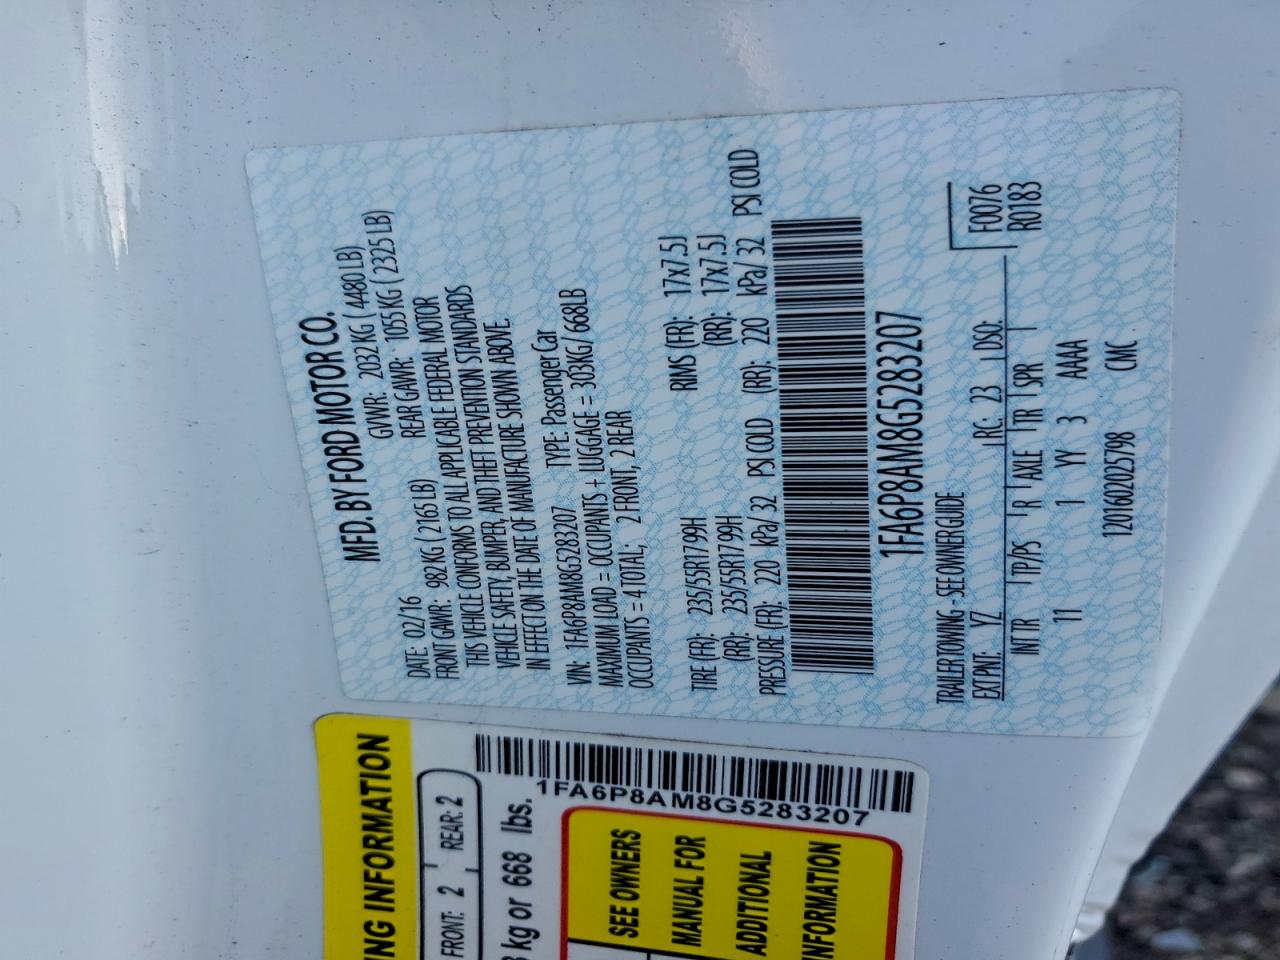 MFD. BY FORD MOTOR CO.
DATE: 02/16 GVWR: 2032 KG ( 4480 LB)
FRONT GAWR: 982 KG ( 2165 LB) REAR GAWR: 1055 KG ( 2325 LB)
THIS VEHICLE CONFORMS TO ALL APPLICABLE FEDERAL MOTOR
VEHICLE SAFETY, BUMPER, AND THEFT PREVENTION STANDARDS
IN EFFECT ON THE DATE OF MANUFACTURE SHOWN ABOVE.
VIN: 1FA6P8AM8G5283207 TYPE: Passenger Car
MAXIMUM LOAD = OCCUPANTS + LUGGAGE = 303KG/ 668LB
OCCUPANTS = 4 TOTAL, 2 FRONT, 2 REAR
TIRE (FR): 235/55R17 99H RIMS (FR): 17x7.5J
(RR): 235/55R17 99H (RR): 17x7.5J
PRESSURE (FR): 220 kPa/ 32 PSI COLD (RR): 220 kPa/ 32 PSI COLD
1FA6P8AM8G5283207
TRAILER TOWING - SEE OWNER GUIDE
EXT PNT: YZ RC: 23 DSO: F0076
INT TR TP/PS R AXLE TR SPR R0183
11 1 YY 3 AAAA
1201602025798 CMC
ING INFORMATION
FRONT: 2 REAR: 2
kg or 668 lbs.
1FA6P8AM8G5283207
SEE OWNERS
MANUAL FOR
ADDITIONAL
INFORMATION